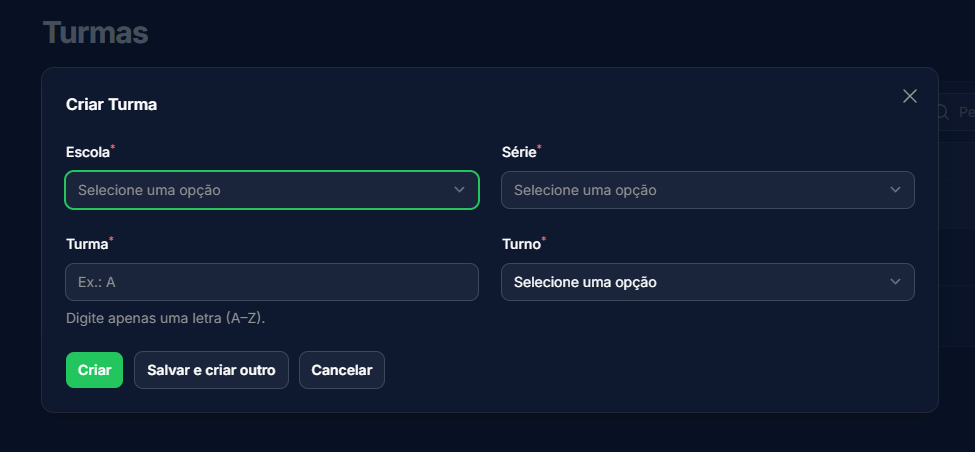 Turmas
Criar Turma
Pe
Escola*
Série*
Selecione uma opção
Selecione uma opção
Turma*
Turno*
Ex.: A
Selecione uma opção
Digite apenas uma letra (A–Z).
Criar
Salvar e criar outro
Cancelar